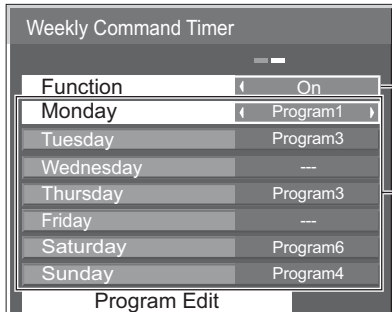 Weekly Command Timer
Function On
Monday Program1
Tuesday Program3
Wednesday ---
Thursday Program3
Friday ---
Saturday Program6
Sunday Program4
Program Edit